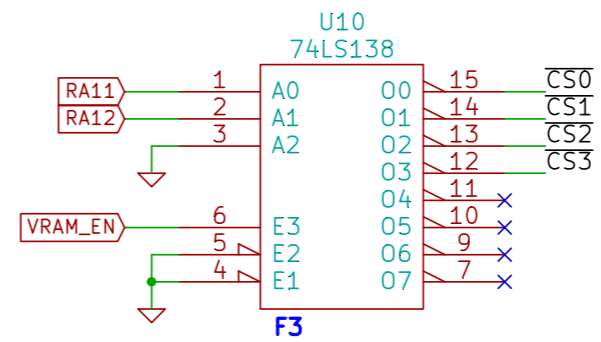 U10
74LS138
RA11 1 A0 O0 15 CS0
RA12 2 A1 O1 14 CS1
3 A2 O2 13 CS2
O3 12 CS3
O4 11
VRAM_EN 6 E3 O5 10
5 E2 O6 9
4 E1 O7 7
F3